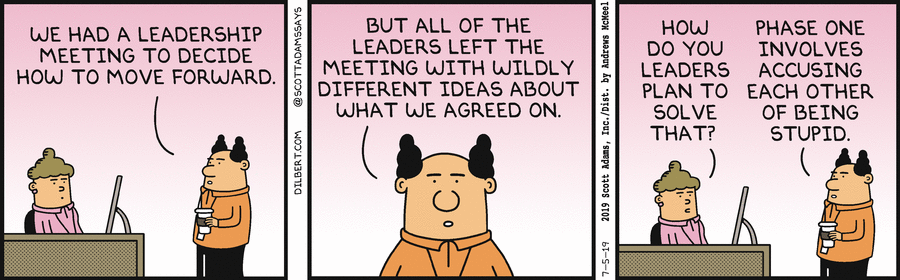 WE HAD A LEADERSHIP
MEETING TO DECIDE
HOW TO MOVE FORWARD.
DILBERT.COM @SCOTTADAMSSAYS
BUT ALL OF THE
LEADERS LEFT THE
MEETING WITH WILDLY
DIFFERENT IDEAS ABOUT
WHAT WE AGREED ON.
7-5-19 2019 Scott Adams, Inc./Dist. by Andrews McMeel
HOW
DO YOU
LEADERS
PLAN TO
SOLVE
THAT?
PHASE ONE
INVOLVES
ACCUSING
EACH OTHER
OF BEING
STUPID.